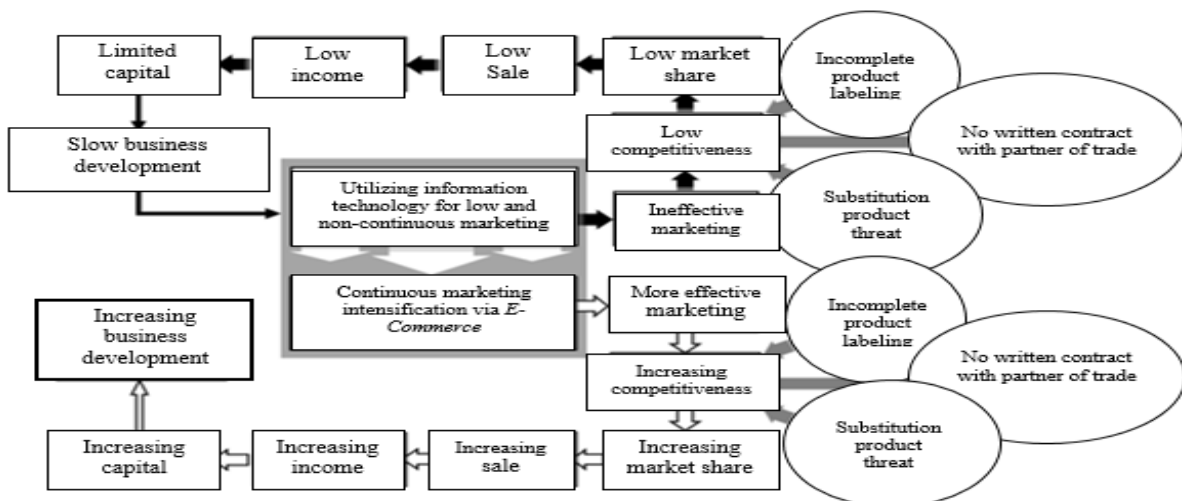 Limited
capital
Low
income
Low
Sale
Low market
share
Incomplete
product
labeling
Slow business
development
Low
competitiveness
No written contract
with partner of trade
Utilizing information
technology for low and
non-continuous marketing
Ineffective
marketing
Substitution
product
threat
Continuous marketing
intensification via E-
Commerce
More effective
marketing
Incomplete
product
labeling
Increasing
business
development
Increasing
competitiveness
No written contract
with partner of trade
Increasing
capital
Increasing
income
Increasing
sale
Increasing
market share
Substitution
product
threat